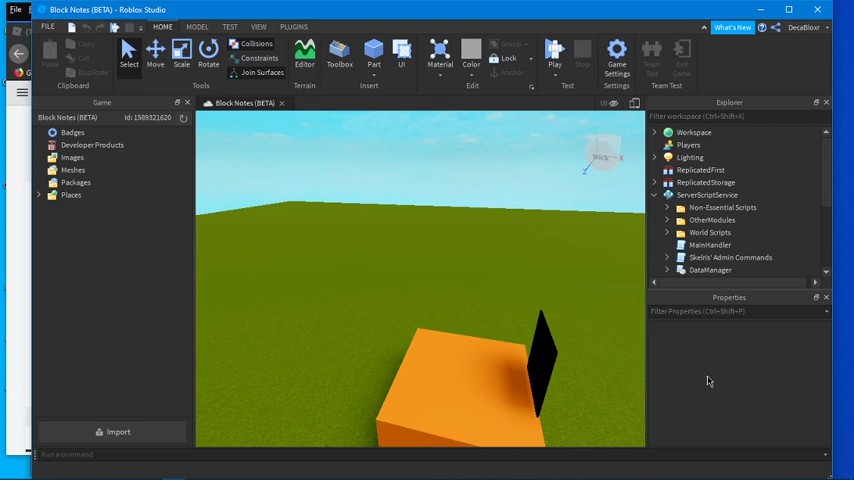 File
Block Notes (BETA) - Roblox Studio
FILE
HOME
MODEL
TEST
VIEW
PLUGINS
What's New
DecaBloxr
Paste
Copy
Cut
Duplicate
Clipboard
Select
Move
Scale
Rotate
Collisions
Constraints
Join Surfaces
Tools
Editor
Terrain
Toolbox
Part
UI
Insert
Material
Color
Group
Lock
Anchor
Edit
Play
Stop
Test
Game
Settings
Settings
Team
Test
Exit
Game
Team Test
Game
Block Notes (BETA)
UI
Explorer
Block Notes (BETA)
Id: 1589321620
Badges
Developer Products
Images
Meshes
Packages
Places
Import
X
Z
Filter workspace (Ctrl+Shift+X)
Workspace
Players
Lighting
ReplicatedFirst
ReplicatedStorage
ServerScriptService
Non-Essential Scripts
OtherModules
World Scripts
MainHandler
Skelris' Admin Commands
DataManager
Properties
Filter Properties (Ctrl+Shift+P)
Run a command